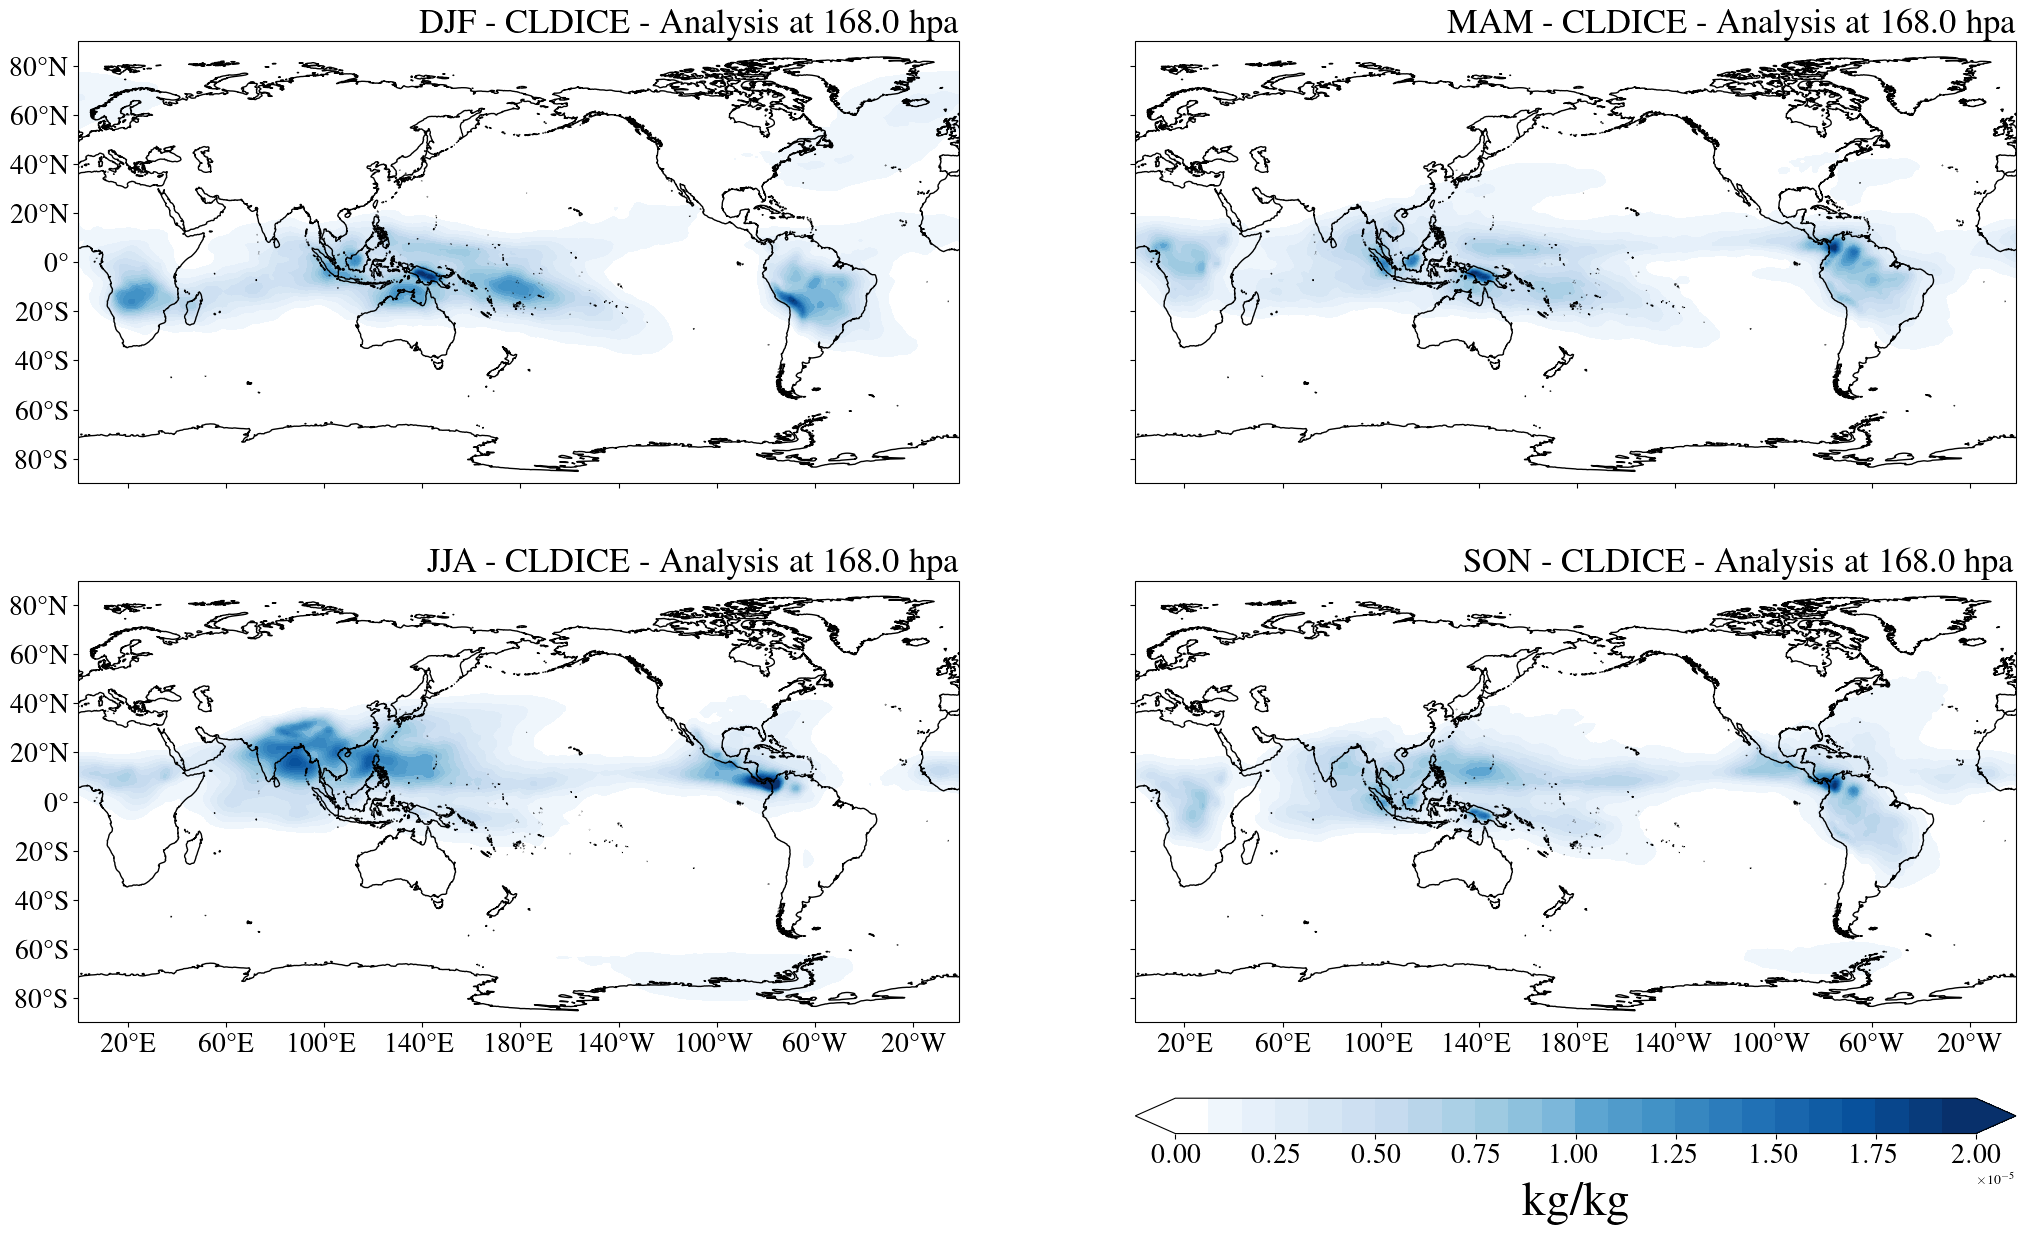 DJF - CLDICE - Analysis at 168.0 hpa
MAM - CLDICE - Analysis at 168.0 hpa
80°N
60°N
40°N
20°N
0°
20°S
40°S
60°S
80°S
JJA - CLDICE - Analysis at 168.0 hpa
SON - CLDICE - Analysis at 168.0 hpa
80°N
60°N
40°N
20°N
0°
20°S
40°S
60°S
80°S
20°E 60°E 100°E 140°E 180°E 140°W 100°W 60°W 20°W
20°E 60°E 100°E 140°E 180°E 140°W 100°W 60°W 20°W
0.00 0.25 0.50 0.75 1.00 1.25 1.50 1.75 2.00
×10⁻⁵
kg/kg